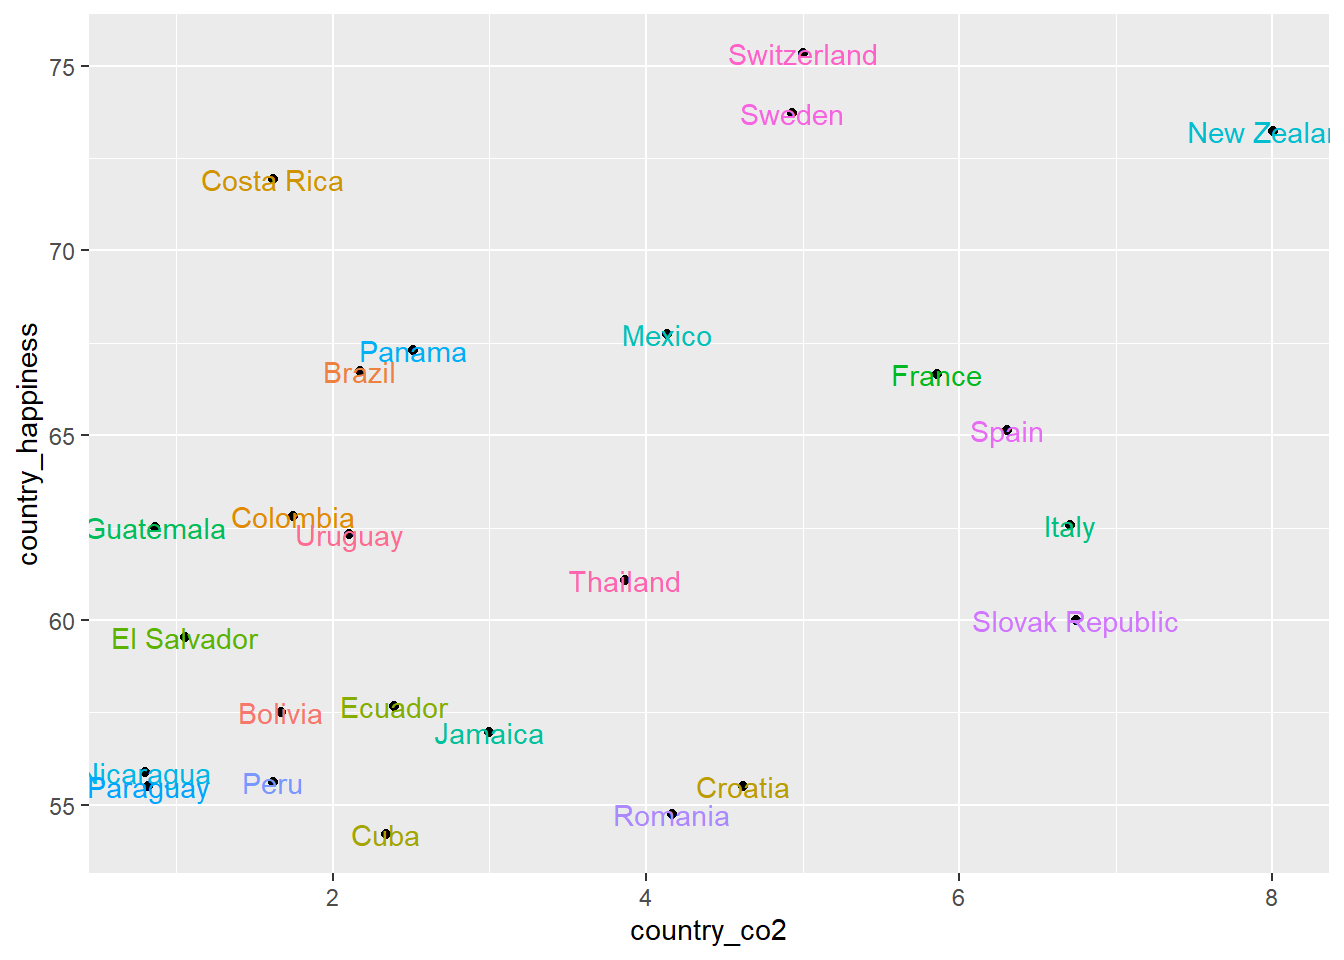 75
70
65
60
55
country_happiness
Switzerland
Sweden
New Zealan
Costa Rica
Mexico
Panama
Brazil
France
Spain
Colombia
Guatemala
Uruguay
Italy
Thailand
Slovak Republic
El Salvador
Ecuador
Bolivia
Jamaica
Nicaragua
Paraguay
Peru
Croatia
Romania
Cuba
2 4 6 8
country_co2